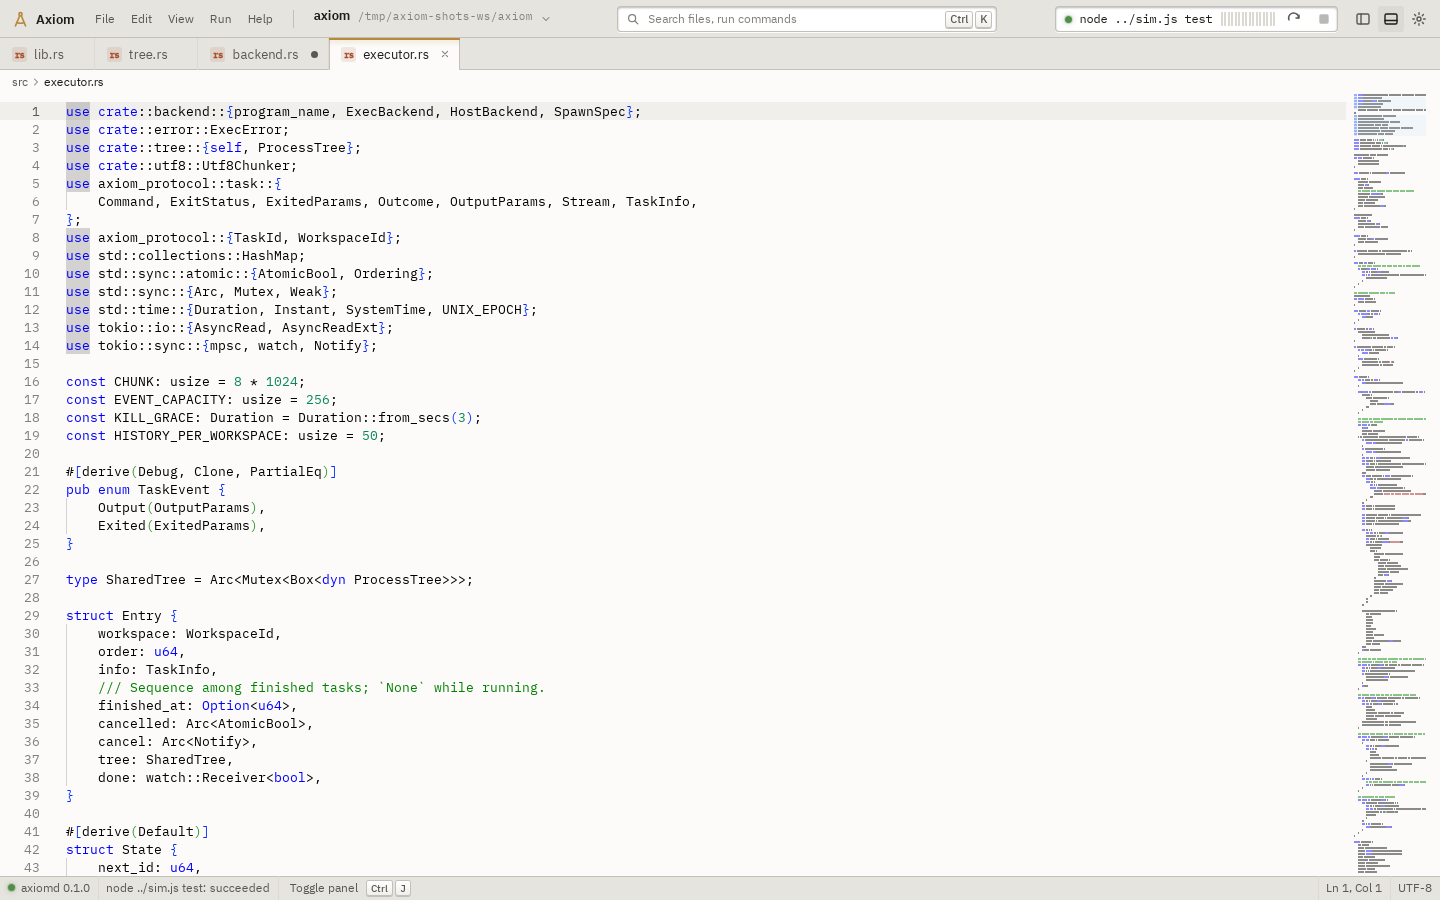 Axiom File Edit View Run Help axiom /tmp/axiom-shots-ws/axiom Search files, run commands Ctrl K node ../sim.js test
rs lib.rs rs tree.rs rs backend.rs rs executor.rs
src > executor.rs
1 use crate::backend::{program_name, ExecBackend, HostBackend, SpawnSpec};
2 use crate::error::ExecError;
3 use crate::tree::{self, ProcessTree};
4 use crate::utf8::Utf8Chunker;
5 use axiom_protocol::task::{
6     Command, ExitStatus, ExitedParams, Outcome, OutputParams, Stream, TaskInfo,
7 };
8 use axiom_protocol::{TaskId, WorkspaceId};
9 use std::collections::HashMap;
10 use std::sync::atomic::{AtomicBool, Ordering};
11 use std::sync::{Arc, Mutex, Weak};
12 use std::time::{Duration, Instant, SystemTime, UNIX_EPOCH};
13 use tokio::io::{AsyncRead, AsyncReadExt};
14 use tokio::sync::{mpsc, watch, Notify};
15
16 const CHUNK: usize = 8 * 1024;
17 const EVENT_CAPACITY: usize = 256;
18 const KILL_GRACE: Duration = Duration::from_secs(3);
19 const HISTORY_PER_WORKSPACE: usize = 50;
20
21 #[derive(Debug, Clone, PartialEq)]
22 pub enum TaskEvent {
23     Output(OutputParams),
24     Exited(ExitedParams),
25 }
26
27 type SharedTree = Arc<Mutex<Box<dyn ProcessTree>>>;
28
29 struct Entry {
30     workspace: WorkspaceId,
31     order: u64,
32     info: TaskInfo,
33     /// Sequence among finished tasks; `None` while running.
34     finished_at: Option<u64>,
35     cancelled: Arc<AtomicBool>,
36     cancel: Arc<Notify>,
37     tree: SharedTree,
38     done: watch::Receiver<bool>,
39 }
40
41 #[derive(Default)]
42 struct State {
43     next_id: u64,
axiomd 0.1.0 node ../sim.js test: succeeded Toggle panel Ctrl J Ln 1, Col 1 UTF-8